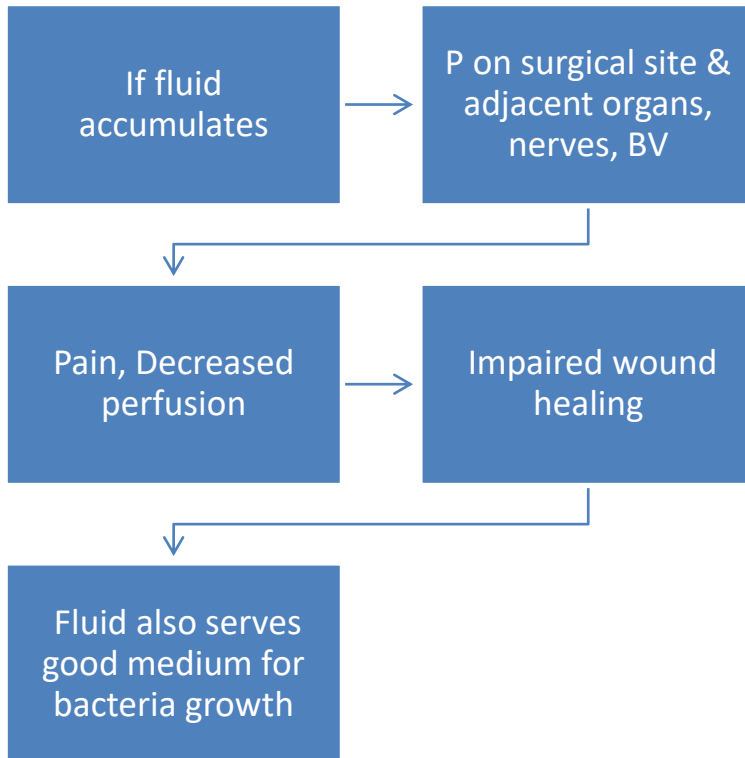 If fluid
accumulates
P on surgical site &
adjacent organs,
nerves, BV
Pain, Decreased
perfusion
Impaired wound
healing
Fluid also serves
good medium for
bacteria growth